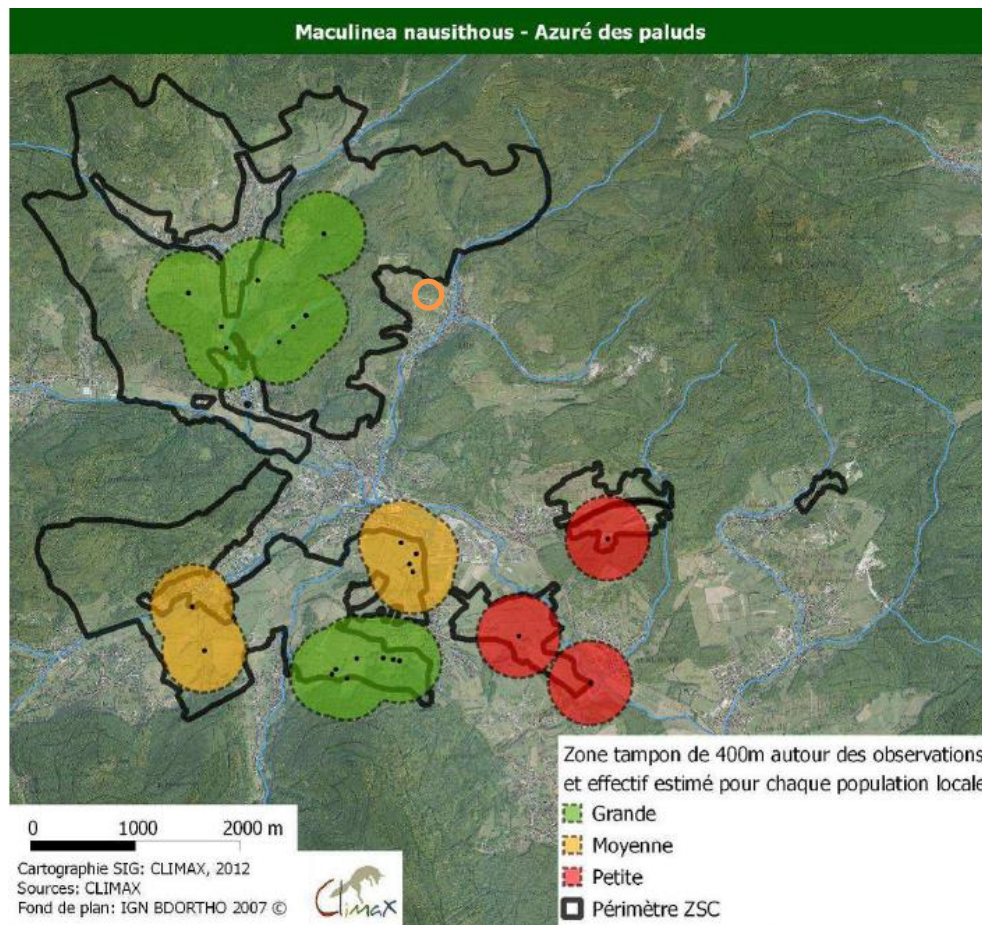 Maculinea nausithous - Azuré des paluds
Zone tampon de 400m autour des observations
et effectif estimé pour chaque population locale
Grande
Moyenne
Petite
Périmètre ZSC
0 1000 2000 m
Cartographie SIG: CLIMAX, 2012
Sources: CLIMAX
Fond de plan: IGN BDORTHO 2007 ©
Climax